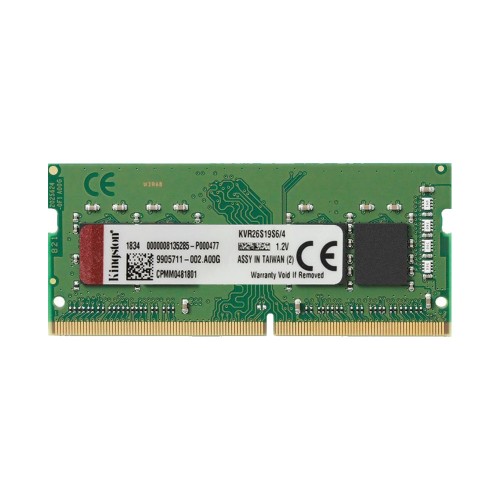 W3968
Kingston
1834 0000008135285-P000477
KVR26S19S6/4
9905711-002.A00G
1.2V
ASSY IN TAIWAN (2)
CPMM0481801
Warranty Void If Removed
CE
CE